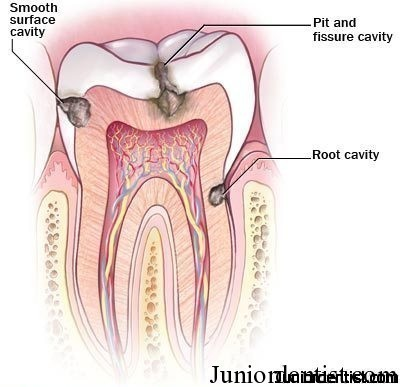 Smooth
surface
cavity
Pit and
fissure cavity
Root cavity
Juniordentist.com